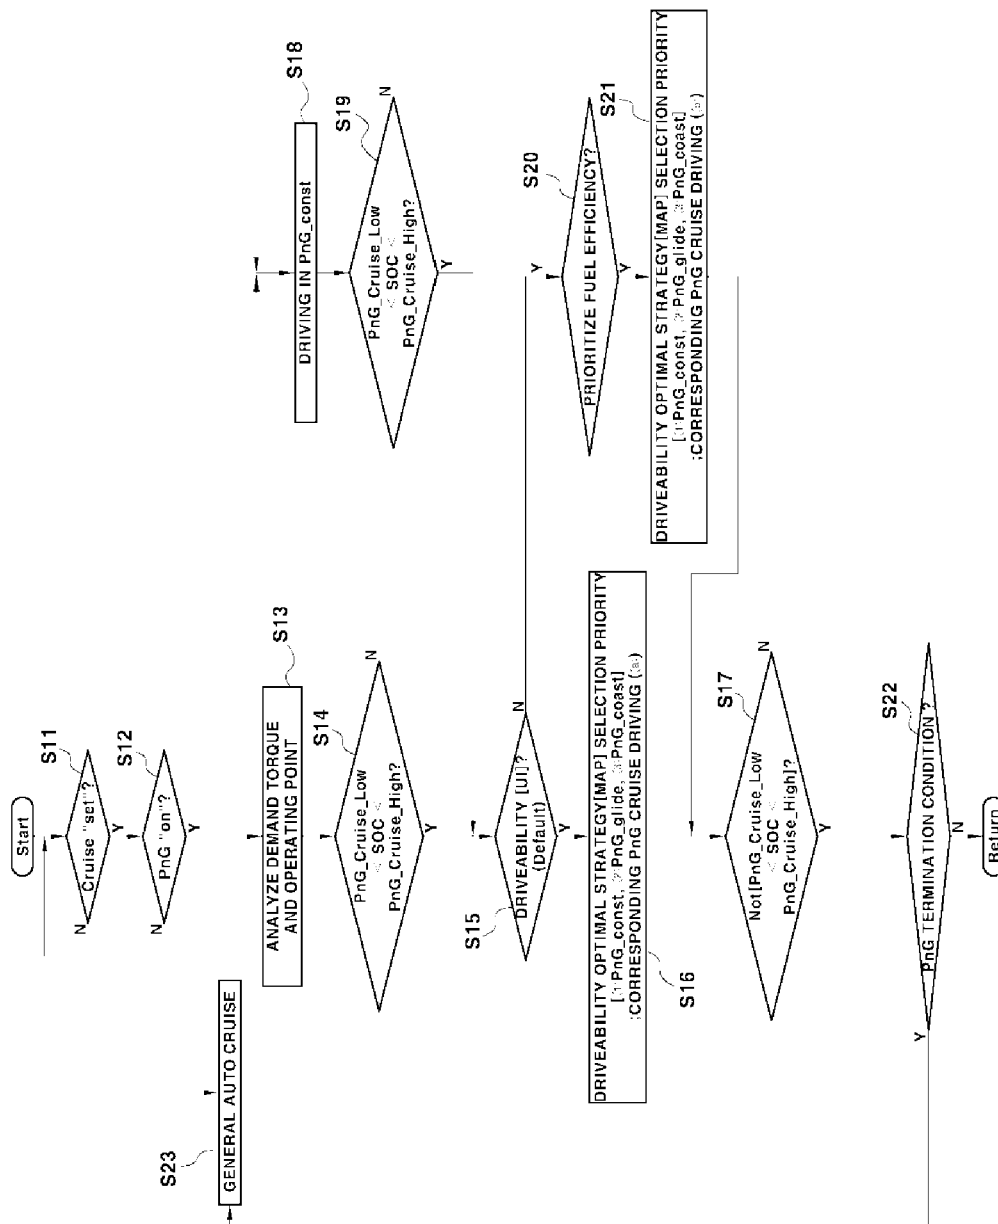 Start
S11
Cruise "set"?
N
Y
S12
PnG "on"?
N
Y
S23
GENERAL AUTO CRUISE
S13
ANALYZE DEMAND TORQUE
AND OPERATING POINT
S14
PnG_Cruise_Low
< SOC <
PnG_Cruise_High?
N
Y
S18
DRIVING IN PnG_const
S19
PnG_Cruise_Low
< SOC <
PnG_Cruise_High?
N
Y
S15
DRIVEABILITY [UI]?
(Default)
N
Y
S16
DRIVEABILITY OPTIMAL STRATEGY[MAP] SELECTION PRIORITY
[①PnG_const, ②PnG_glide, ③PnG_coast]
;CORRESPONDING PnG CRUISE DRIVING
Y
S20
PRIORITIZE FUEL EFFICIENCY?
Y
S21
DRIVEABILITY OPTIMAL STRATEGY[MAP] SELECTION PRIORITY
PnG_const, PnG_glide, PnG_coast]
;CORRESPONDING PnG CRUISE DRIVING
S17
Not[PnG_Cruise_Low
< SOC <
PnG_Cruise_High]?
N
Y
S22
PnG TERMINATION CONDITION ?
Y
N
Return